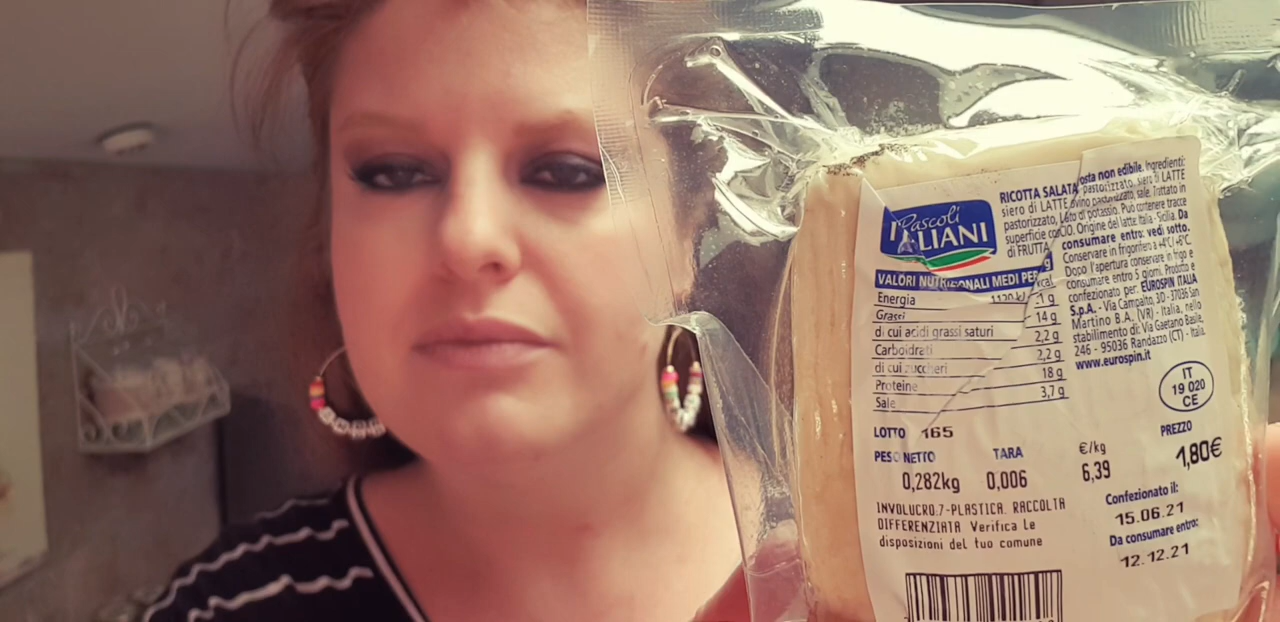 Pascoli
ITALIANI
VALORI NUTRIZIONALI MEDI PER g
Energia 1120 kJ/ kcal
Grassi g
di cui acidi grassi saturi 14 g
Carboidrati 2,2 g
di cui zuccheri 2,2 g
Proteine 18 g
Sale 3,7 g
RICOTTA SALATA osta non edibile. Ingredienti:
siero di LATTE ovino pastorizzato, siero di LATTE
pastorizzato, sale. Trattato in
superficie con di potassio. Può contenere tracce
di FRUTTA GUSCIO. Origine del latte: Italia - Sicilia. Da
consumare entro: vedi sotto.
Conservare in frigorifero a +4°C/ +6°C.
Dopo l'apertura conservare in frigo e
consumare entro 5 giorni. Prodotto e
confezionato per: EUROSPIN ITALIA
S.p.A. - Via Campalto, 3D - 37036 San
Martino B.A. (VR) - Italia, nello
stabilimento di: Via Gaetano Basile,
246 - 95036 Randazzo (CT) - Italia.
www.eurospin.it
IT
19 020
CE
LOTTO 165
PESO NETTO TARA €/kg PREZZO
0,282kg 0,006 6,39 1,80€
INVOLUCRO.7-PLASTICA. RACCOLTA
DIFFERENZIATA Verifica le
disposizioni del tuo comune
Confezionato il:
15.06.21
Da consumare entro:
12.12.21